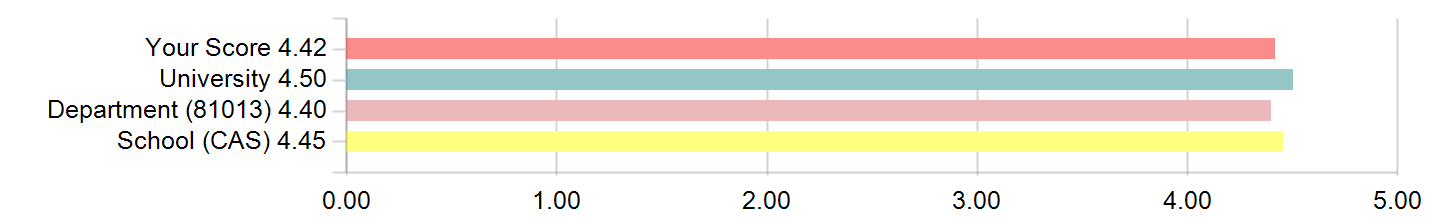 Your Score 4.42
University 4.50
Department (81013) 4.40
School (CAS) 4.45
0.00 1.00 2.00 3.00 4.00 5.00